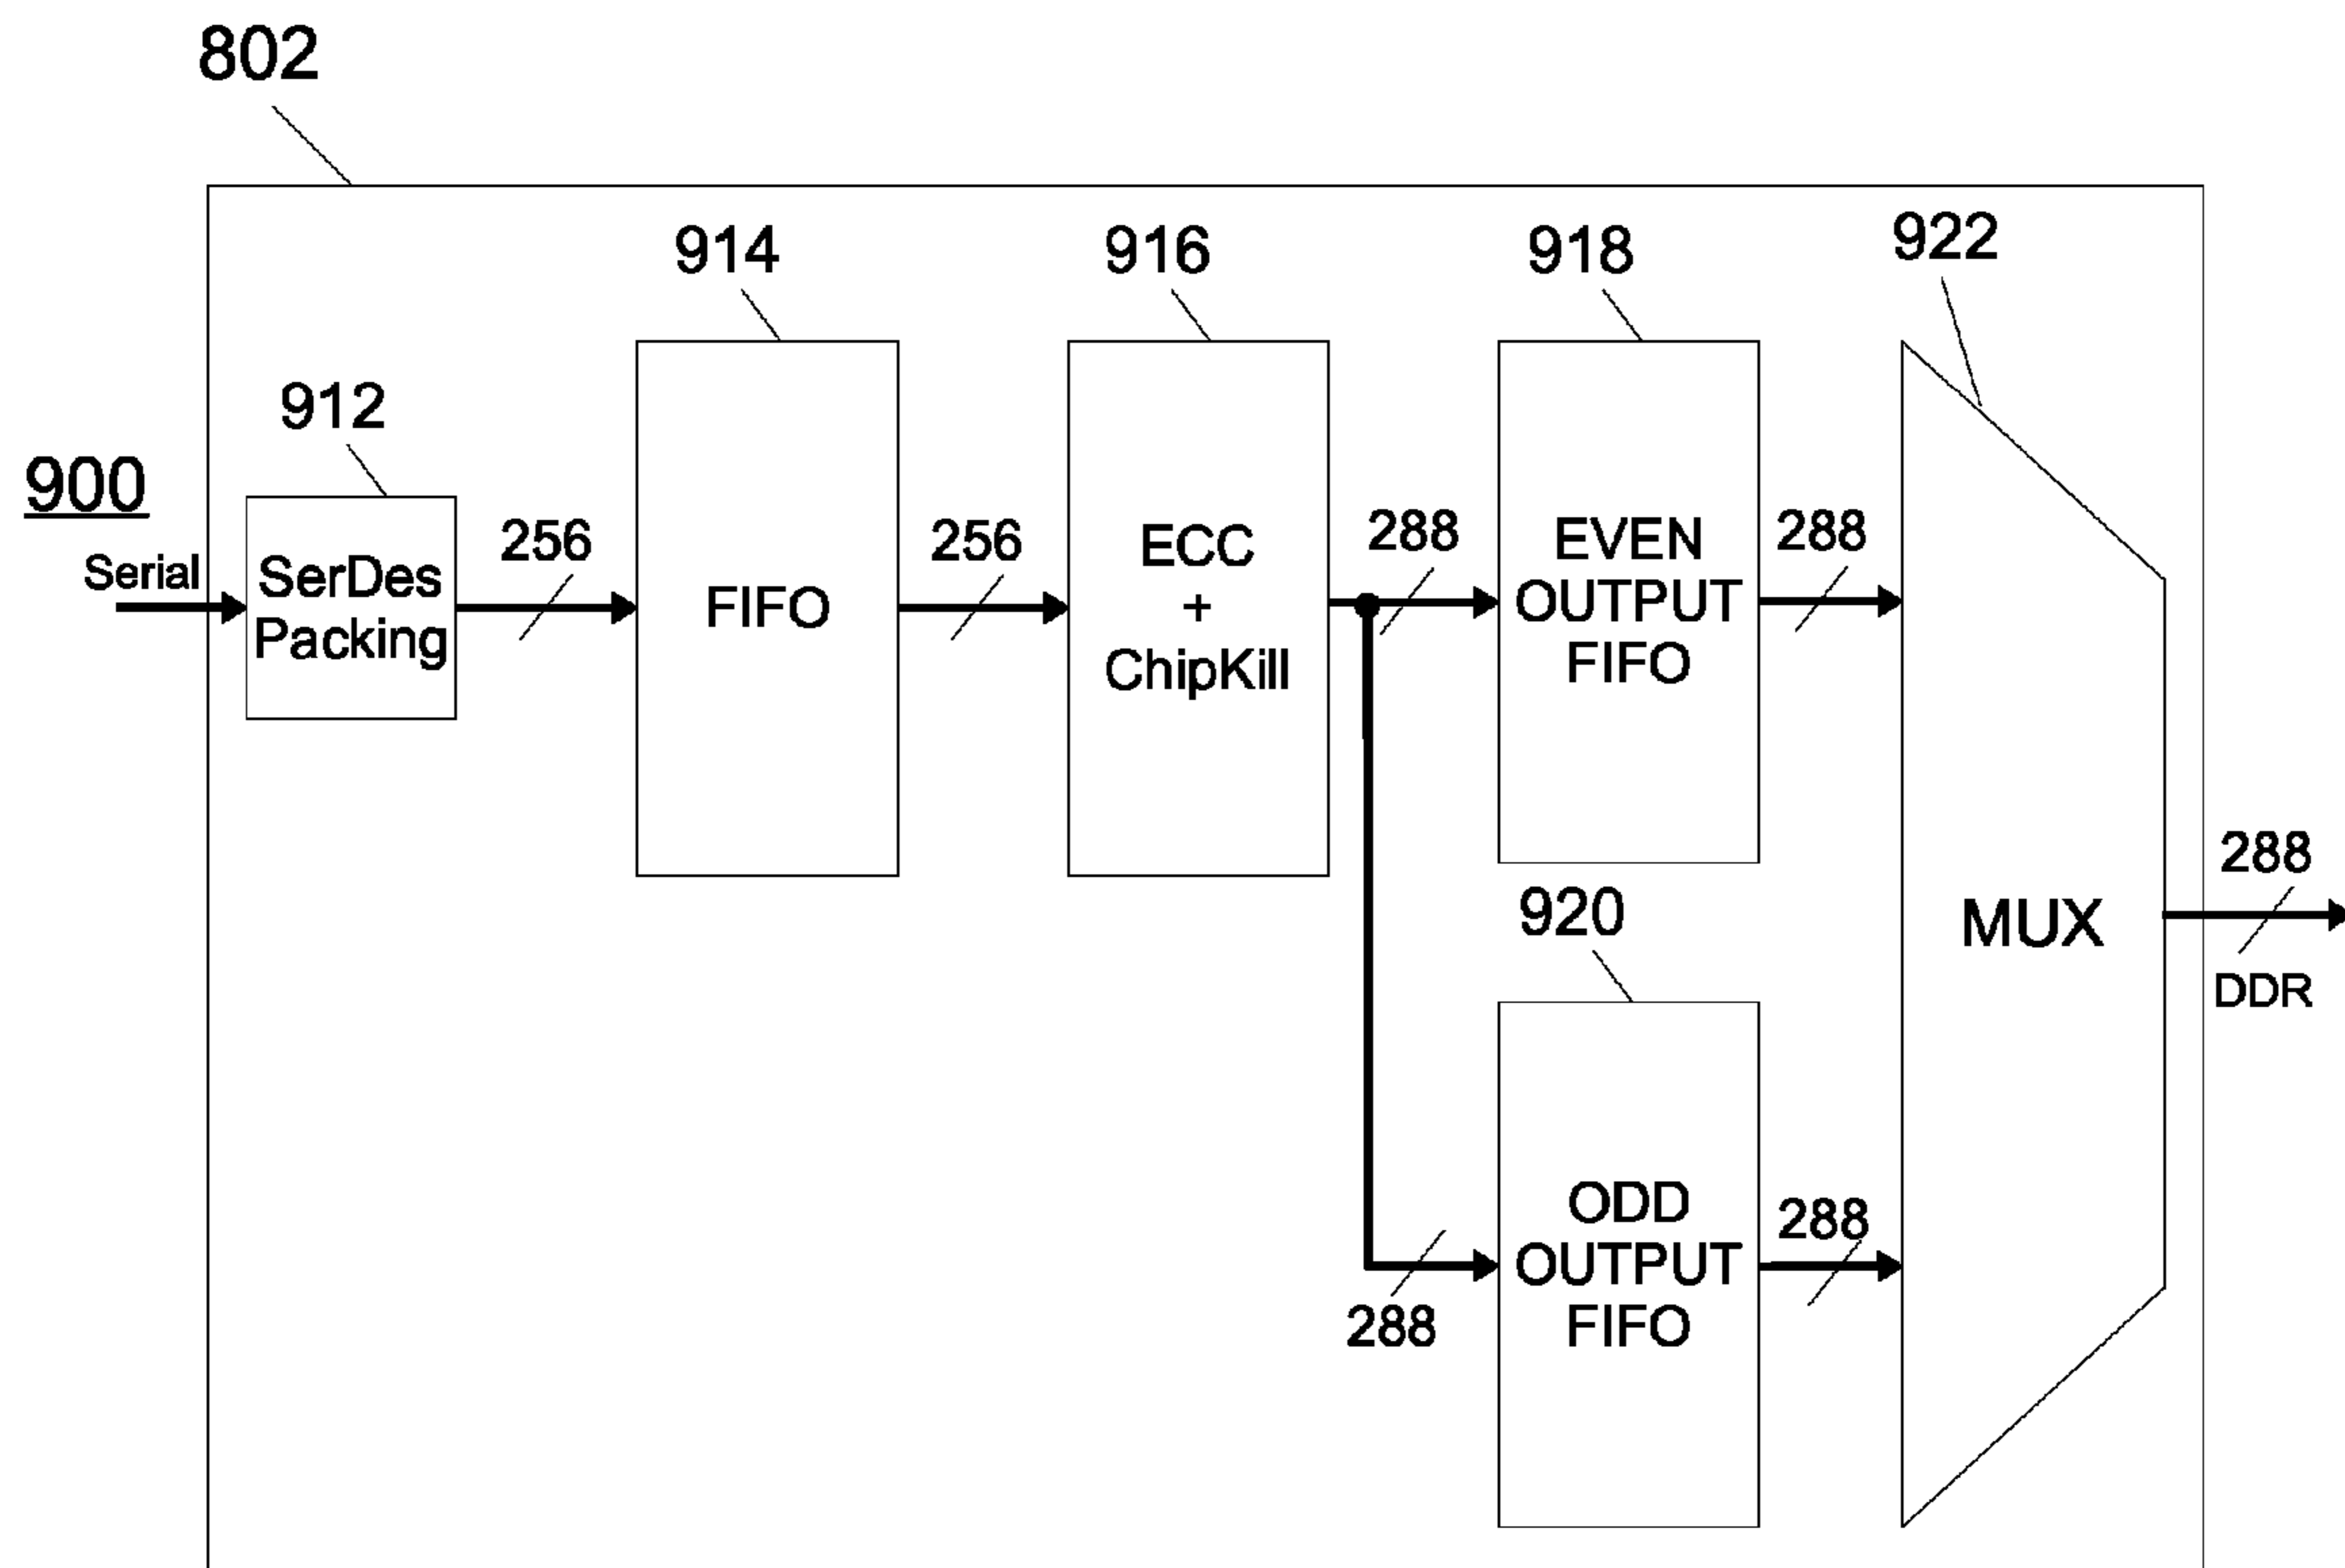 802
914
916
918
922
912
900
Serial
SerDes
Packing
256
FIFO
256
ECC
+
ChipKill
288
EVEN
OUTPUT
FIFO
288
MUX
288
DDR
920
288
ODD
OUTPUT
FIFO
288